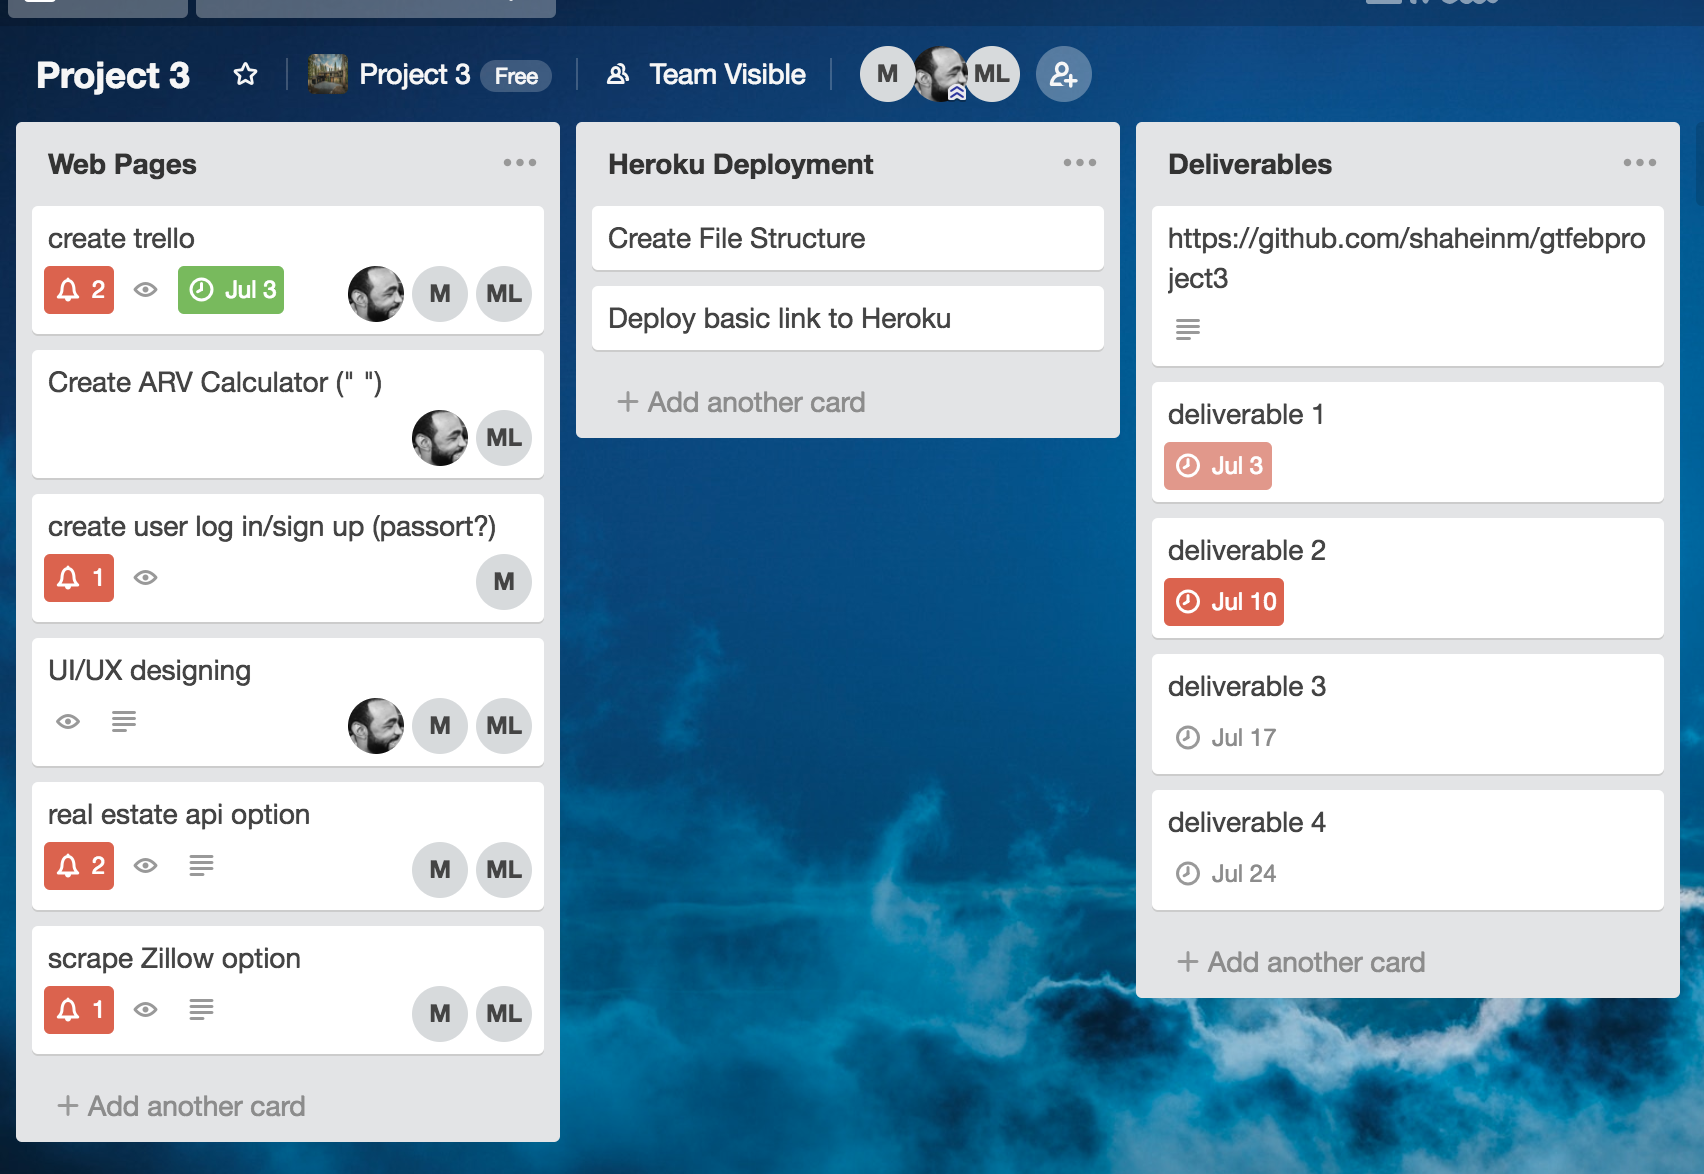 Project 3
Project 3 Free
Team Visible
M
ML
Web Pages
create trello
2
Jul 3
M
ML
Create ARV Calculator (" ")
ML
create user log in/sign up (passort?)
1
M
UI/UX designing
M
ML
real estate api option
2
M
ML
scrape Zillow option
1
M
ML
+ Add another card
Heroku Deployment
Create File Structure
Deploy basic link to Heroku
+ Add another card
Deliverables
https://github.com/shaheinm/gtfebpro
ject3
deliverable 1
Jul 3
deliverable 2
Jul 10
deliverable 3
Jul 17
deliverable 4
Jul 24
+ Add another card